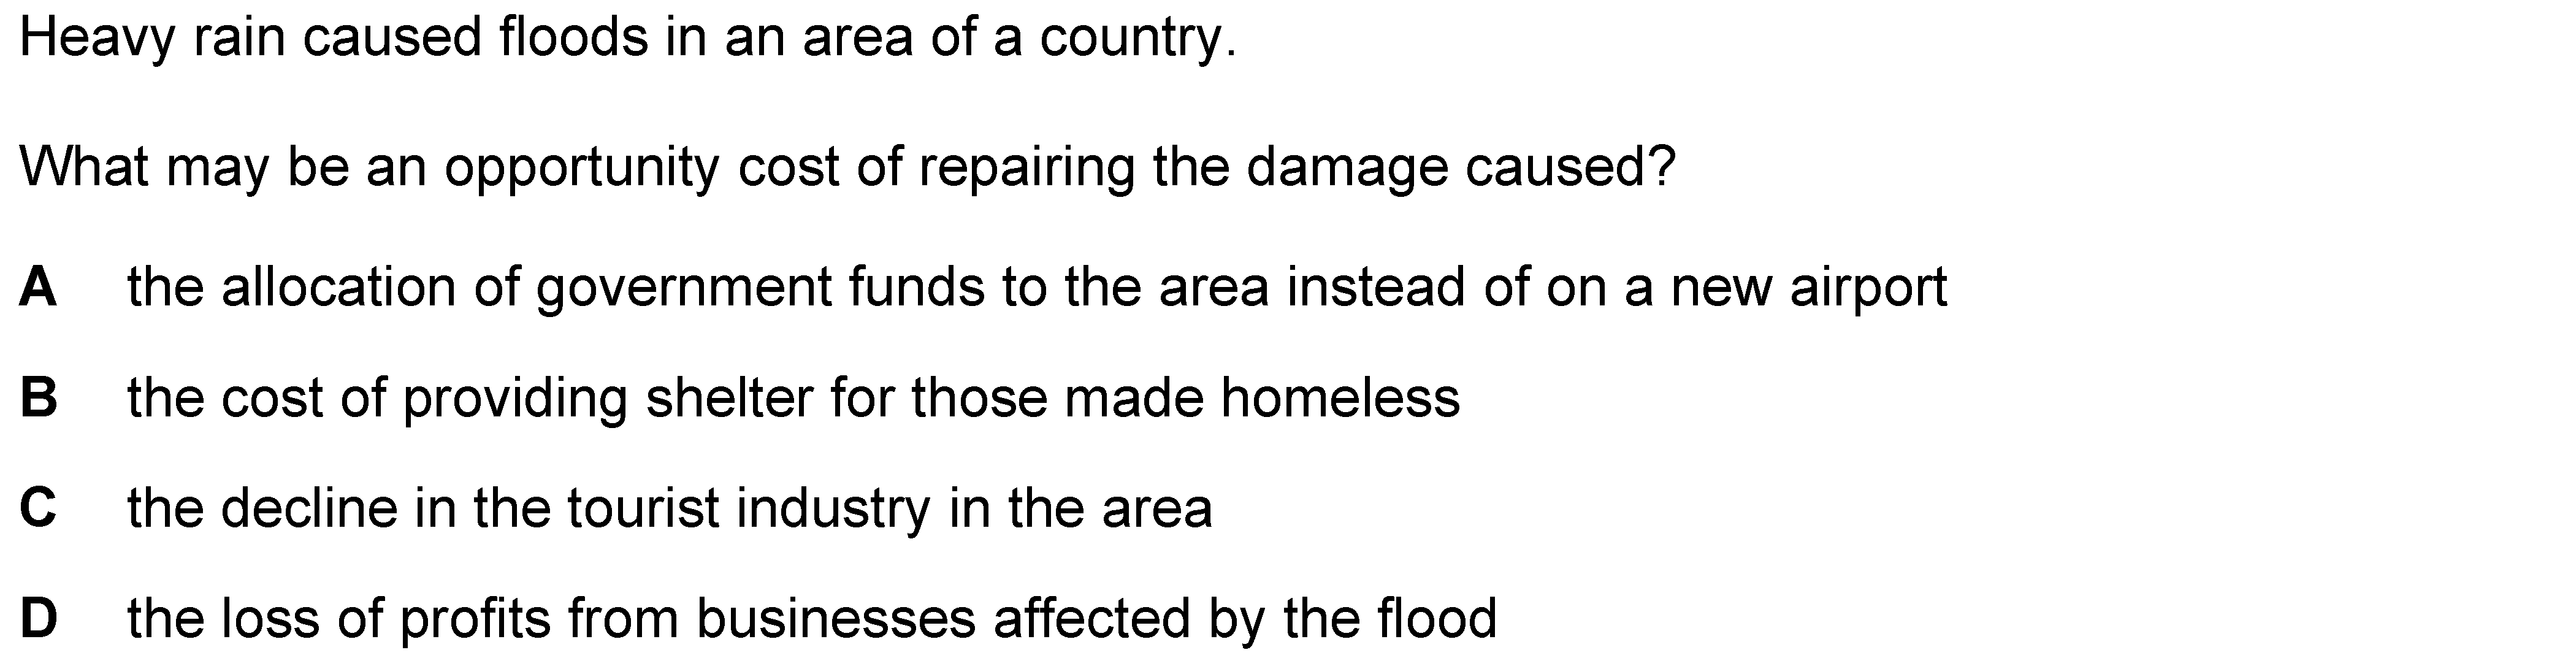 Heavy rain caused floods in an area of a country.
What may be an opportunity cost of repairing the damage caused?
A the allocation of government funds to the area instead of on a new airport
B the cost of providing shelter for those made homeless
C the decline in the tourist industry in the area
D the loss of profits from businesses affected by the flood